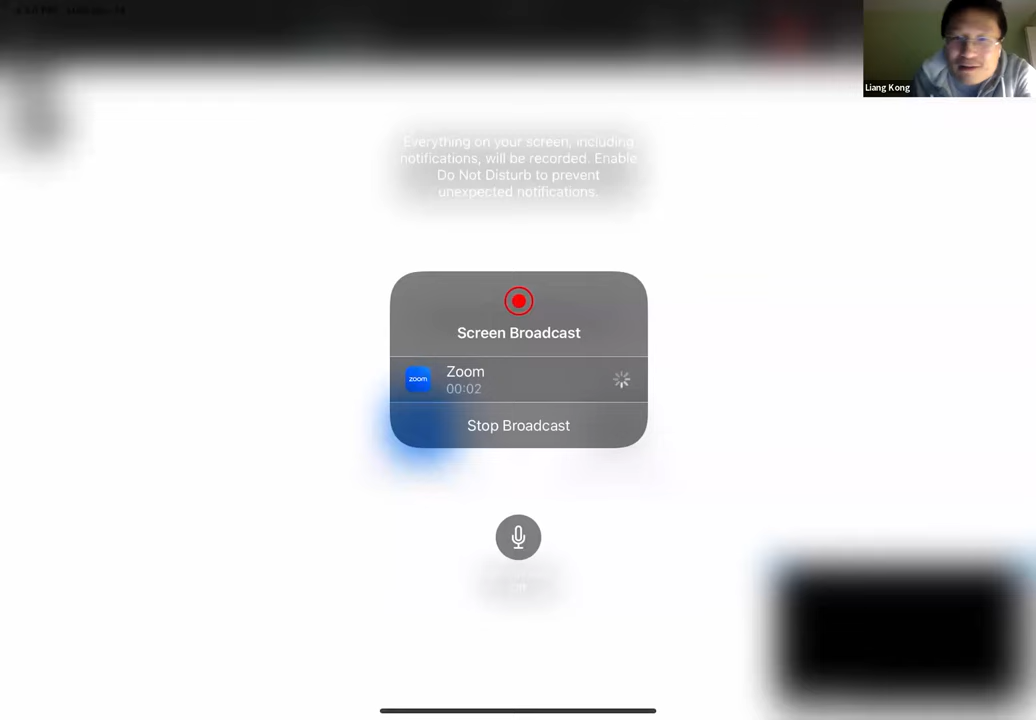 Liang Kong
Everything on your screen, including
notifications, will be recorded. Enable
Do Not Disturb to prevent
unexpected notifications.
Screen Broadcast
zoom
Zoom
00:02
Stop Broadcast